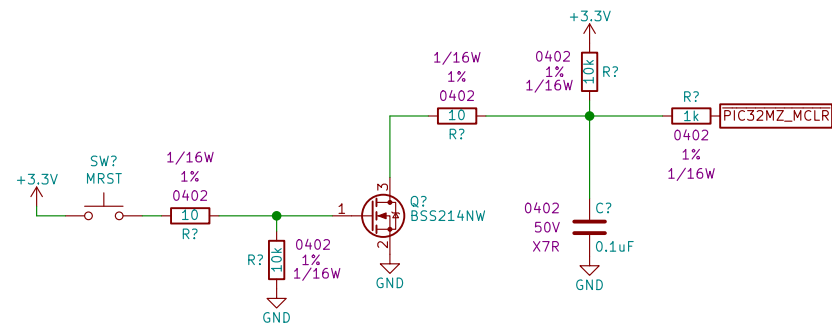 +3.3V
1/16W
1%
0402
10
R?
0402
1%
1/16W
10k
R?
R?
1k
PIC32MZ_MCLR
0402
1%
1/16W
SW?
MRST
+3.3V
1/16W
1%
0402
10
R?
1
3
2
Q?
BSS214NW
GND
R?
10k
0402
1%
1/16W
GND
0402
50V
X7R
C?
0.1uF
GND